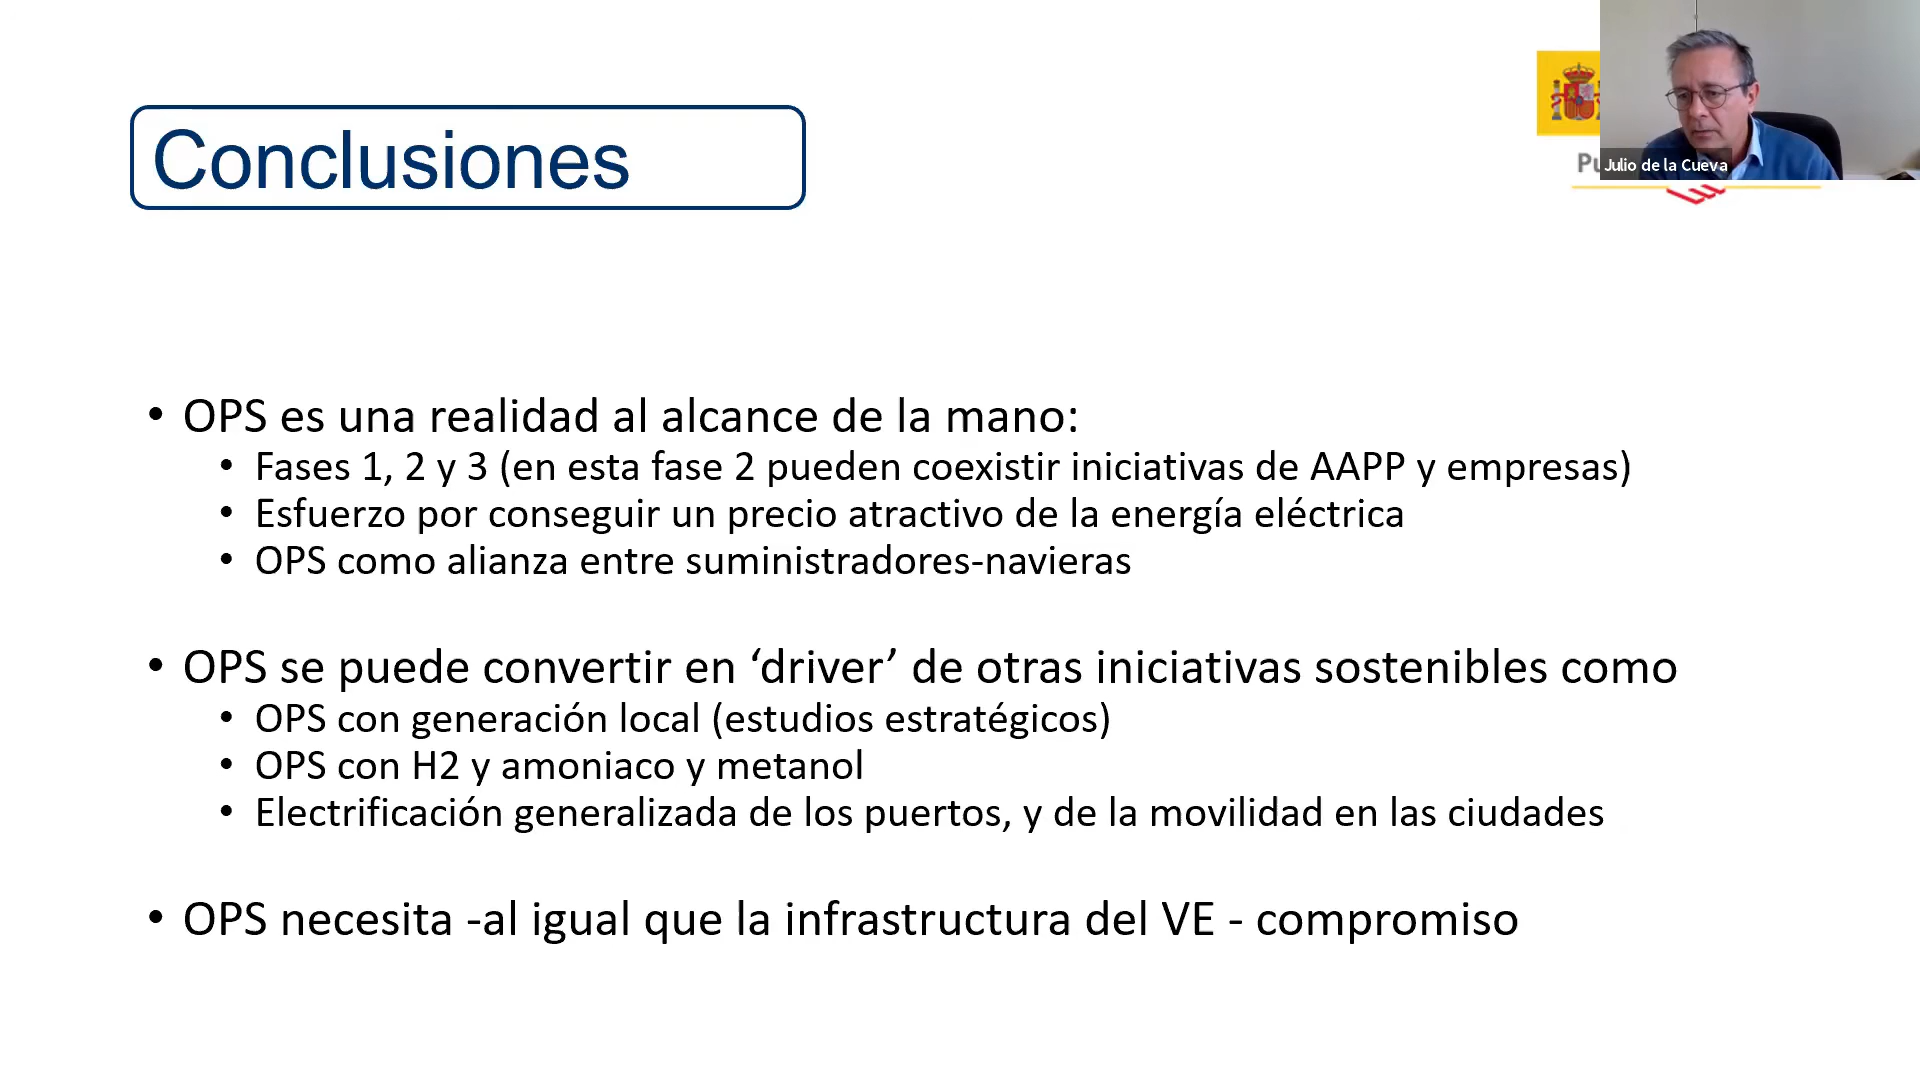 Conclusiones
Julio de la Cueva
• OPS es una realidad al alcance de la mano:
• Fases 1, 2 y 3 (en esta fase 2 pueden coexistir iniciativas de AAPP y empresas)
• Esfuerzo por conseguir un precio atractivo de la energía eléctrica
• OPS como alianza entre suministradores-navieras
• OPS se puede convertir en ‘driver’ de otras iniciativas sostenibles como
• OPS con generación local (estudios estratégicos)
• OPS con H2 y amoniaco y metanol
• Electrificación generalizada de los puertos, y de la movilidad en las ciudades
• OPS necesita -al igual que la infrastructura del VE - compromiso